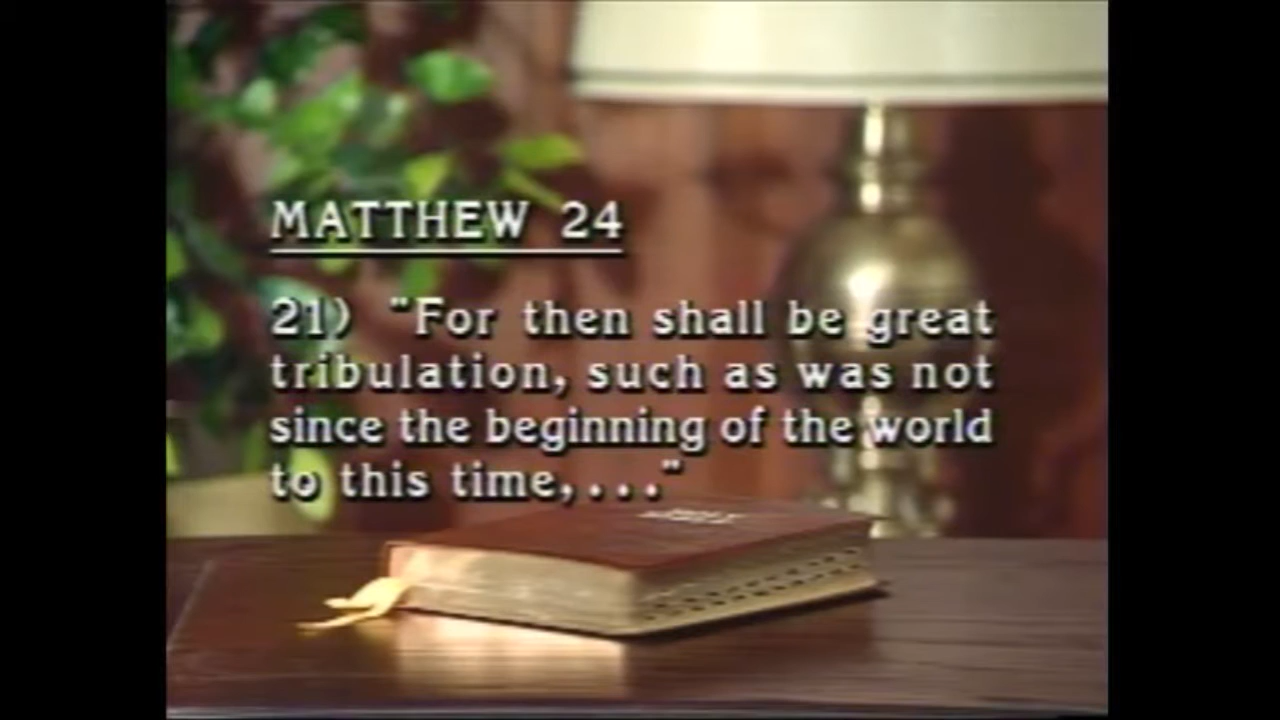 MATTHEW 24
21) "For then shall be great
tribulation, such as was not
since the beginning of the world
to this time,..."